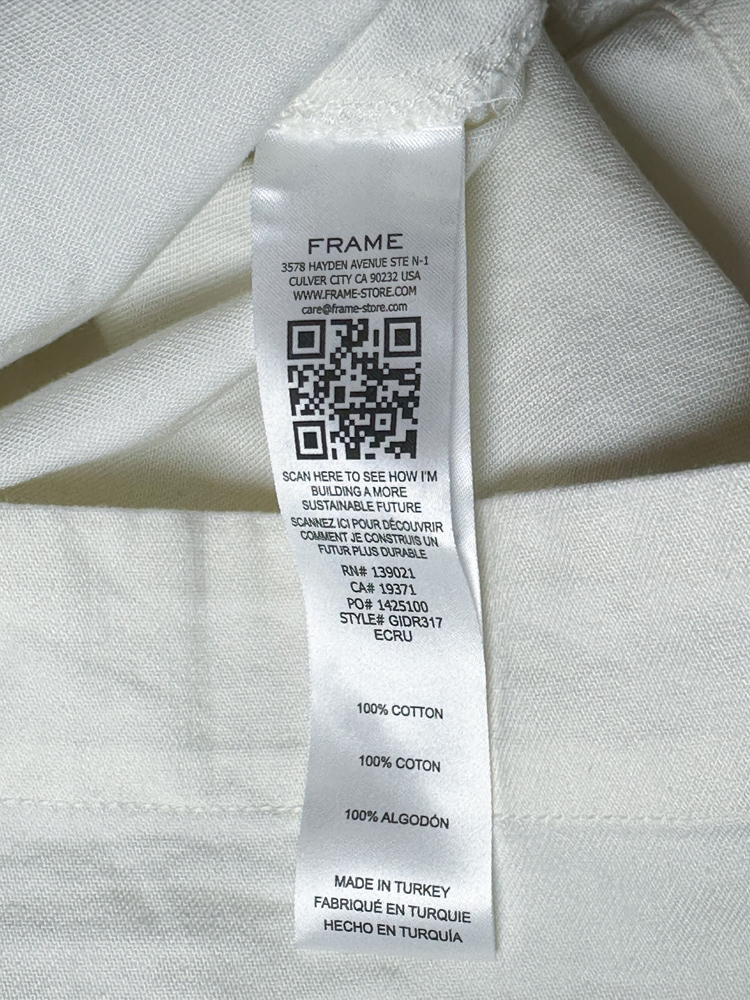 FRAME
3578 HAYDEN AVENUE STE N-1
CULVER CITY CA 90232 USA
WWW.FRAME-STORE.COM
care@frame-store.com
SCAN HERE TO SEE HOW I'M
BUILDING A MORE
SUSTAINABLE FUTURE
SCANNEZ ICI POUR DÉCOUVRIR
COMMENT JE CONSTRUIS UN
FUTUR PLUS DURABLE
RN# 139021
CA# 19371
PO# 1425100
STYLE# GIDR317
ECRU
100% COTTON
100% COTON
100% ALGODÓN
MADE IN TURKEY
FABRIQUÉ EN TURQUIE
HECHO EN TURQUÍA